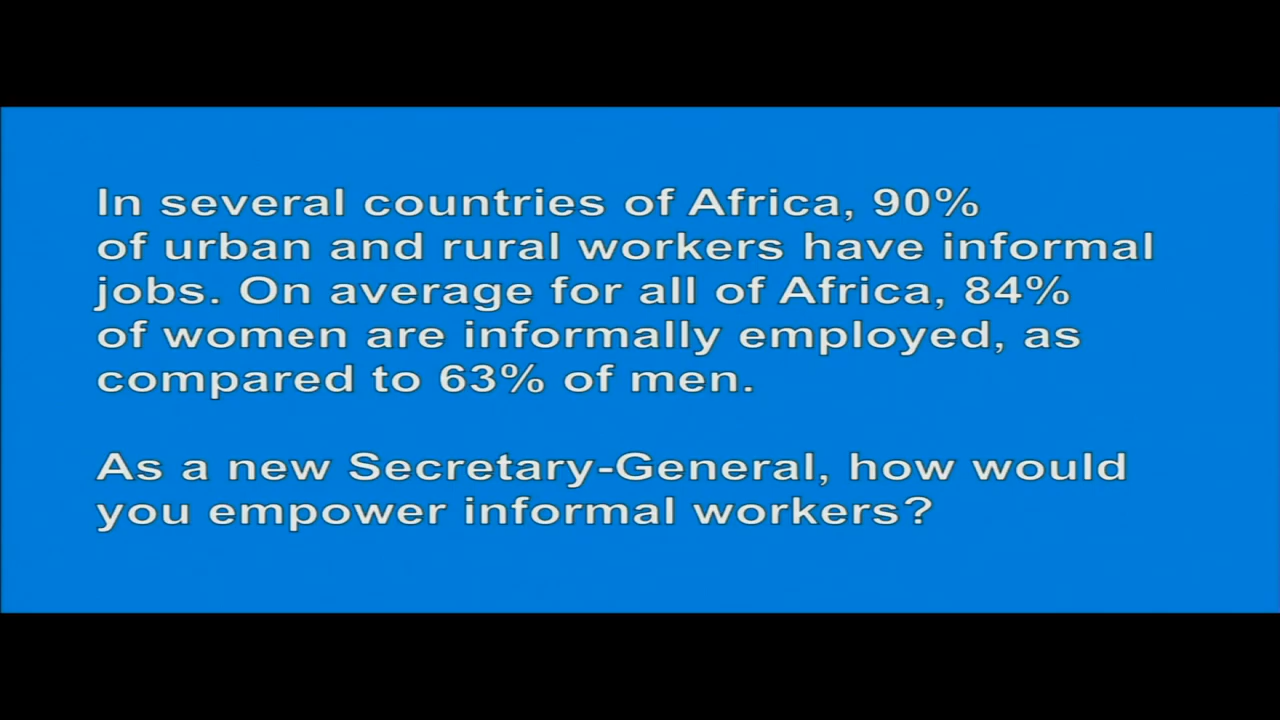 In several countries of Africa, 90%
of urban and rural workers have informal
jobs. On average for all of Africa, 84%
of women are informally employed, as
compared to 63% of men.
As a new Secretary-General, how would
you empower informal workers?